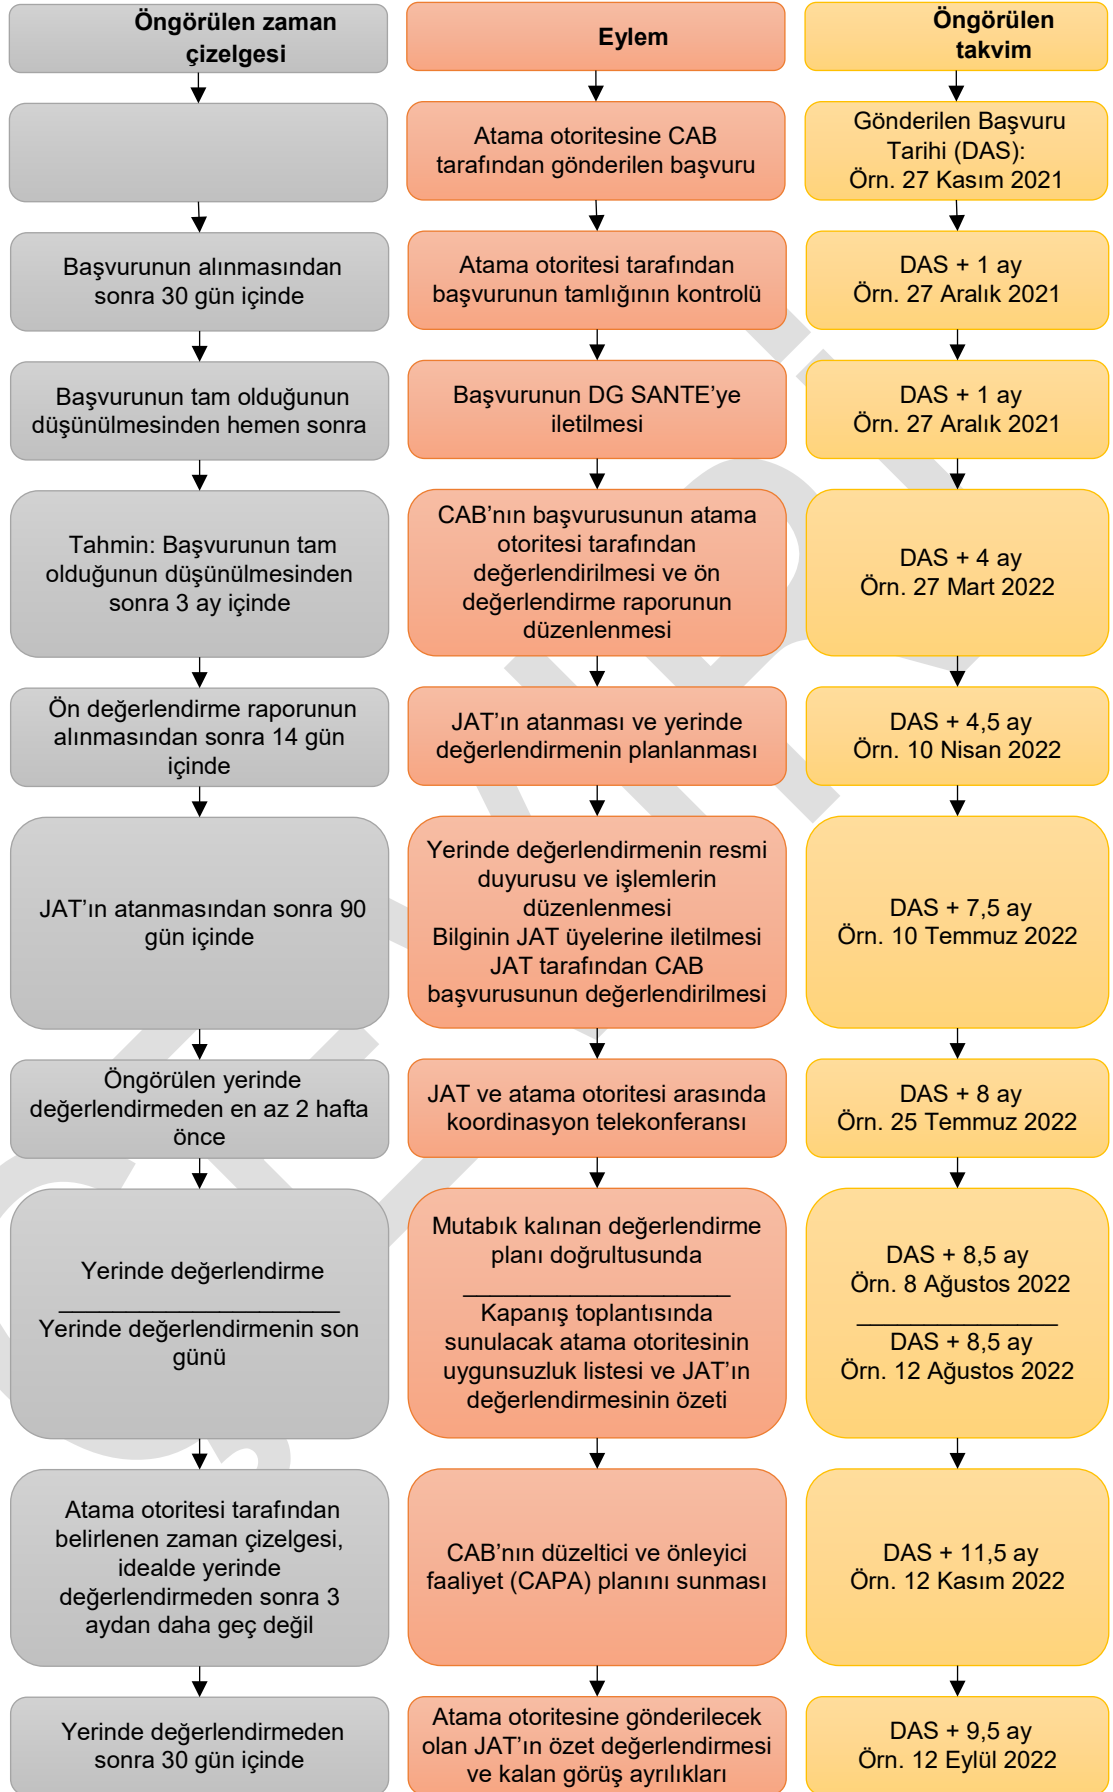 Öngörülen zaman
çizelgesi
Eylem
Öngörülen
takvim
Atama otoritesine CAB
tarafından gönderilen başvuru
Gönderilen Başvuru
Tarihi (DAS):
Örn. 27 Kasım 2021
Başvurunun alınmasından
sonra 30 gün içinde
Atama otoritesi tarafından
başvurunun tamlığının kontrolü
DAS + 1 ay
Örn. 27 Aralık 2021
Başvurunun tam olduğunun
düşünülmesinden hemen sonra
Başvurunun DG SANTE’ye
iletilmesi
DAS + 1 ay
Örn. 27 Aralık 2021
Tahmin: Başvurunun tam
olduğunun düşünülmesinden
sonra 3 ay içinde
CAB’nın başvurusunun atama
otoritesi tarafından
değerlendirilmesi ve ön
değerlendirme raporunun
düzenlenmesi
DAS + 4 ay
Örn. 27 Mart 2022
Ön değerlendirme raporunun
alınmasından sonra 14 gün
içinde
JAT’ın atanması ve yerinde
değerlendirmenin planlanması
DAS + 4,5 ay
Örn. 10 Nisan 2022
JAT’ın atanmasından sonra 90
gün içinde
Yerinde değerlendirmenin resmi
duyurusu ve işlemlerin
düzenlenmesi
Bilginin JAT üyelerine iletilmesi
JAT tarafından CAB
başvurusunun değerlendirilmesi
DAS + 7,5 ay
Örn. 10 Temmuz 2022
Öngörülen yerinde
değerlendirmeden en az 2 hafta
önce
JAT ve atama otoritesi arasında
koordinasyon telekonferansı
DAS + 8 ay
Örn. 25 Temmuz 2022
Yerinde değerlendirme
Yerinde değerlendirmenin son
günü
Mutabık kalınan değerlendirme
planı doğrultusunda
Kapanış toplantısında
sunulacak atama otoritesinin
uygunsuzluk listesi ve JAT’ın
değerlendirmesinin özeti
DAS + 8,5 ay
Örn. 8 Ağustos 2022
DAS + 8,5 ay
Örn. 12 Ağustos 2022
Atama otoritesi tarafından
belirlenen zaman çizelgesi,
idealde yerinde
değerlendirmeden sonra 3
aydan daha geç değil
CAB’nın düzeltici ve önleyici
faaliyet (CAPA) planını sunması
DAS + 11,5 ay
Örn. 12 Kasım 2022
Yerinde değerlendirmeden
sonra 30 gün içinde
Atama otoritesine gönderilecek
olan JAT’ın özet değerlendirmesi
ve kalan görüş ayrılıkları
DAS + 9,5 ay
Örn. 12 Eylül 2022